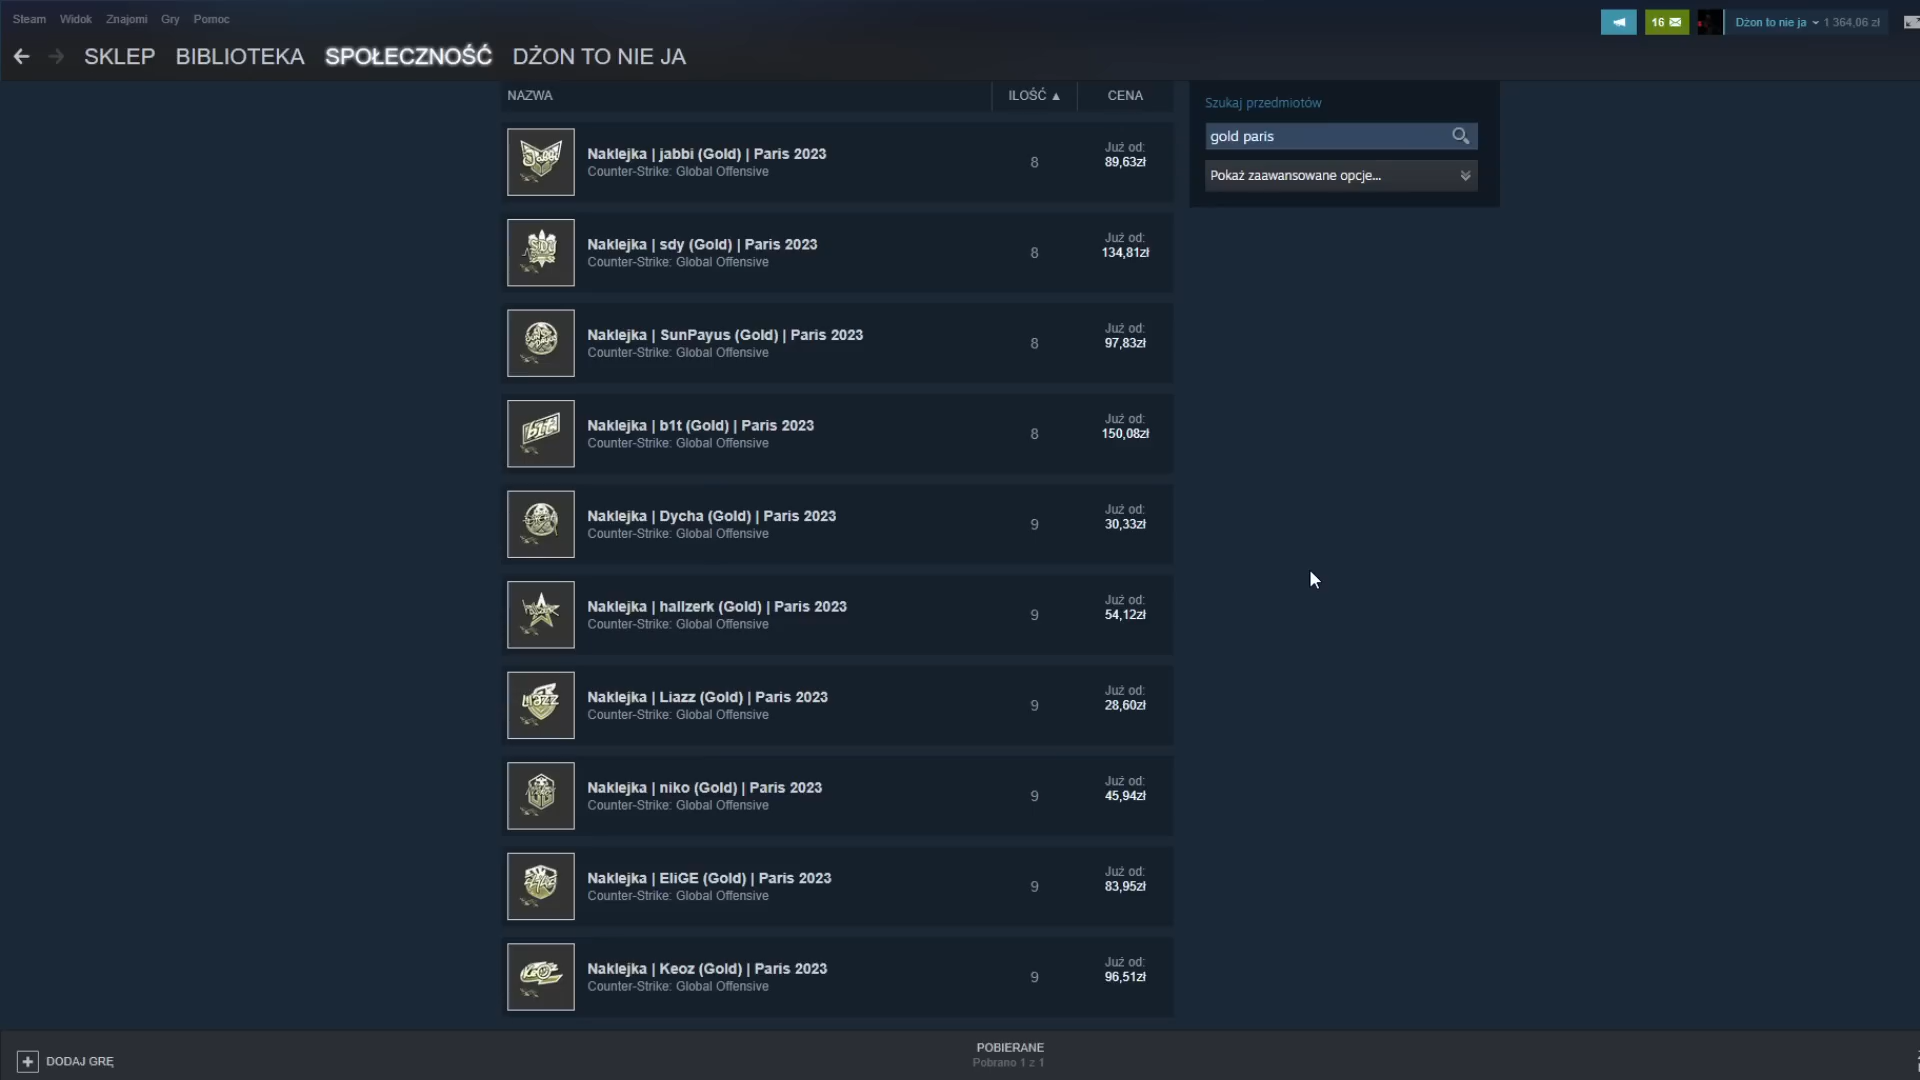 Steam Widok Znajomi Gry Pomoc
16 Dżon to nie ja 1 364,06 zł
SKLEP BIBLIOTEKA SPOŁECZNOŚĆ DŻON TO NIE JA
NAZWA ILOŚĆ ▲ CENA
Szukaj przedmiotów
gold paris
Pokaż zaawansowane opcje...
Naklejka | jabbi (Gold) | Paris 2023
Counter-Strike: Global Offensive
8
Już od:
89,63zł
Naklejka | sdy (Gold) | Paris 2023
Counter-Strike: Global Offensive
8
Już od:
134,81zł
Naklejka | SunPayus (Gold) | Paris 2023
Counter-Strike: Global Offensive
8
Już od:
97,83zł
Naklejka | b1t (Gold) | Paris 2023
Counter-Strike: Global Offensive
8
Już od:
150,08zł
Naklejka | Dycha (Gold) | Paris 2023
Counter-Strike: Global Offensive
9
Już od:
30,33zł
Naklejka | hallzerk (Gold) | Paris 2023
Counter-Strike: Global Offensive
9
Już od:
54,12zł
Naklejka | Liazz (Gold) | Paris 2023
Counter-Strike: Global Offensive
9
Już od:
28,60zł
Naklejka | niko (Gold) | Paris 2023
Counter-Strike: Global Offensive
9
Już od:
45,94zł
Naklejka | EliGE (Gold) | Paris 2023
Counter-Strike: Global Offensive
9
Już od:
83,95zł
Naklejka | Keoz (Gold) | Paris 2023
Counter-Strike: Global Offensive
9
Już od:
96,51zł
DODAJ GRĘ
POBIERANE
Pobrano 1 z 1